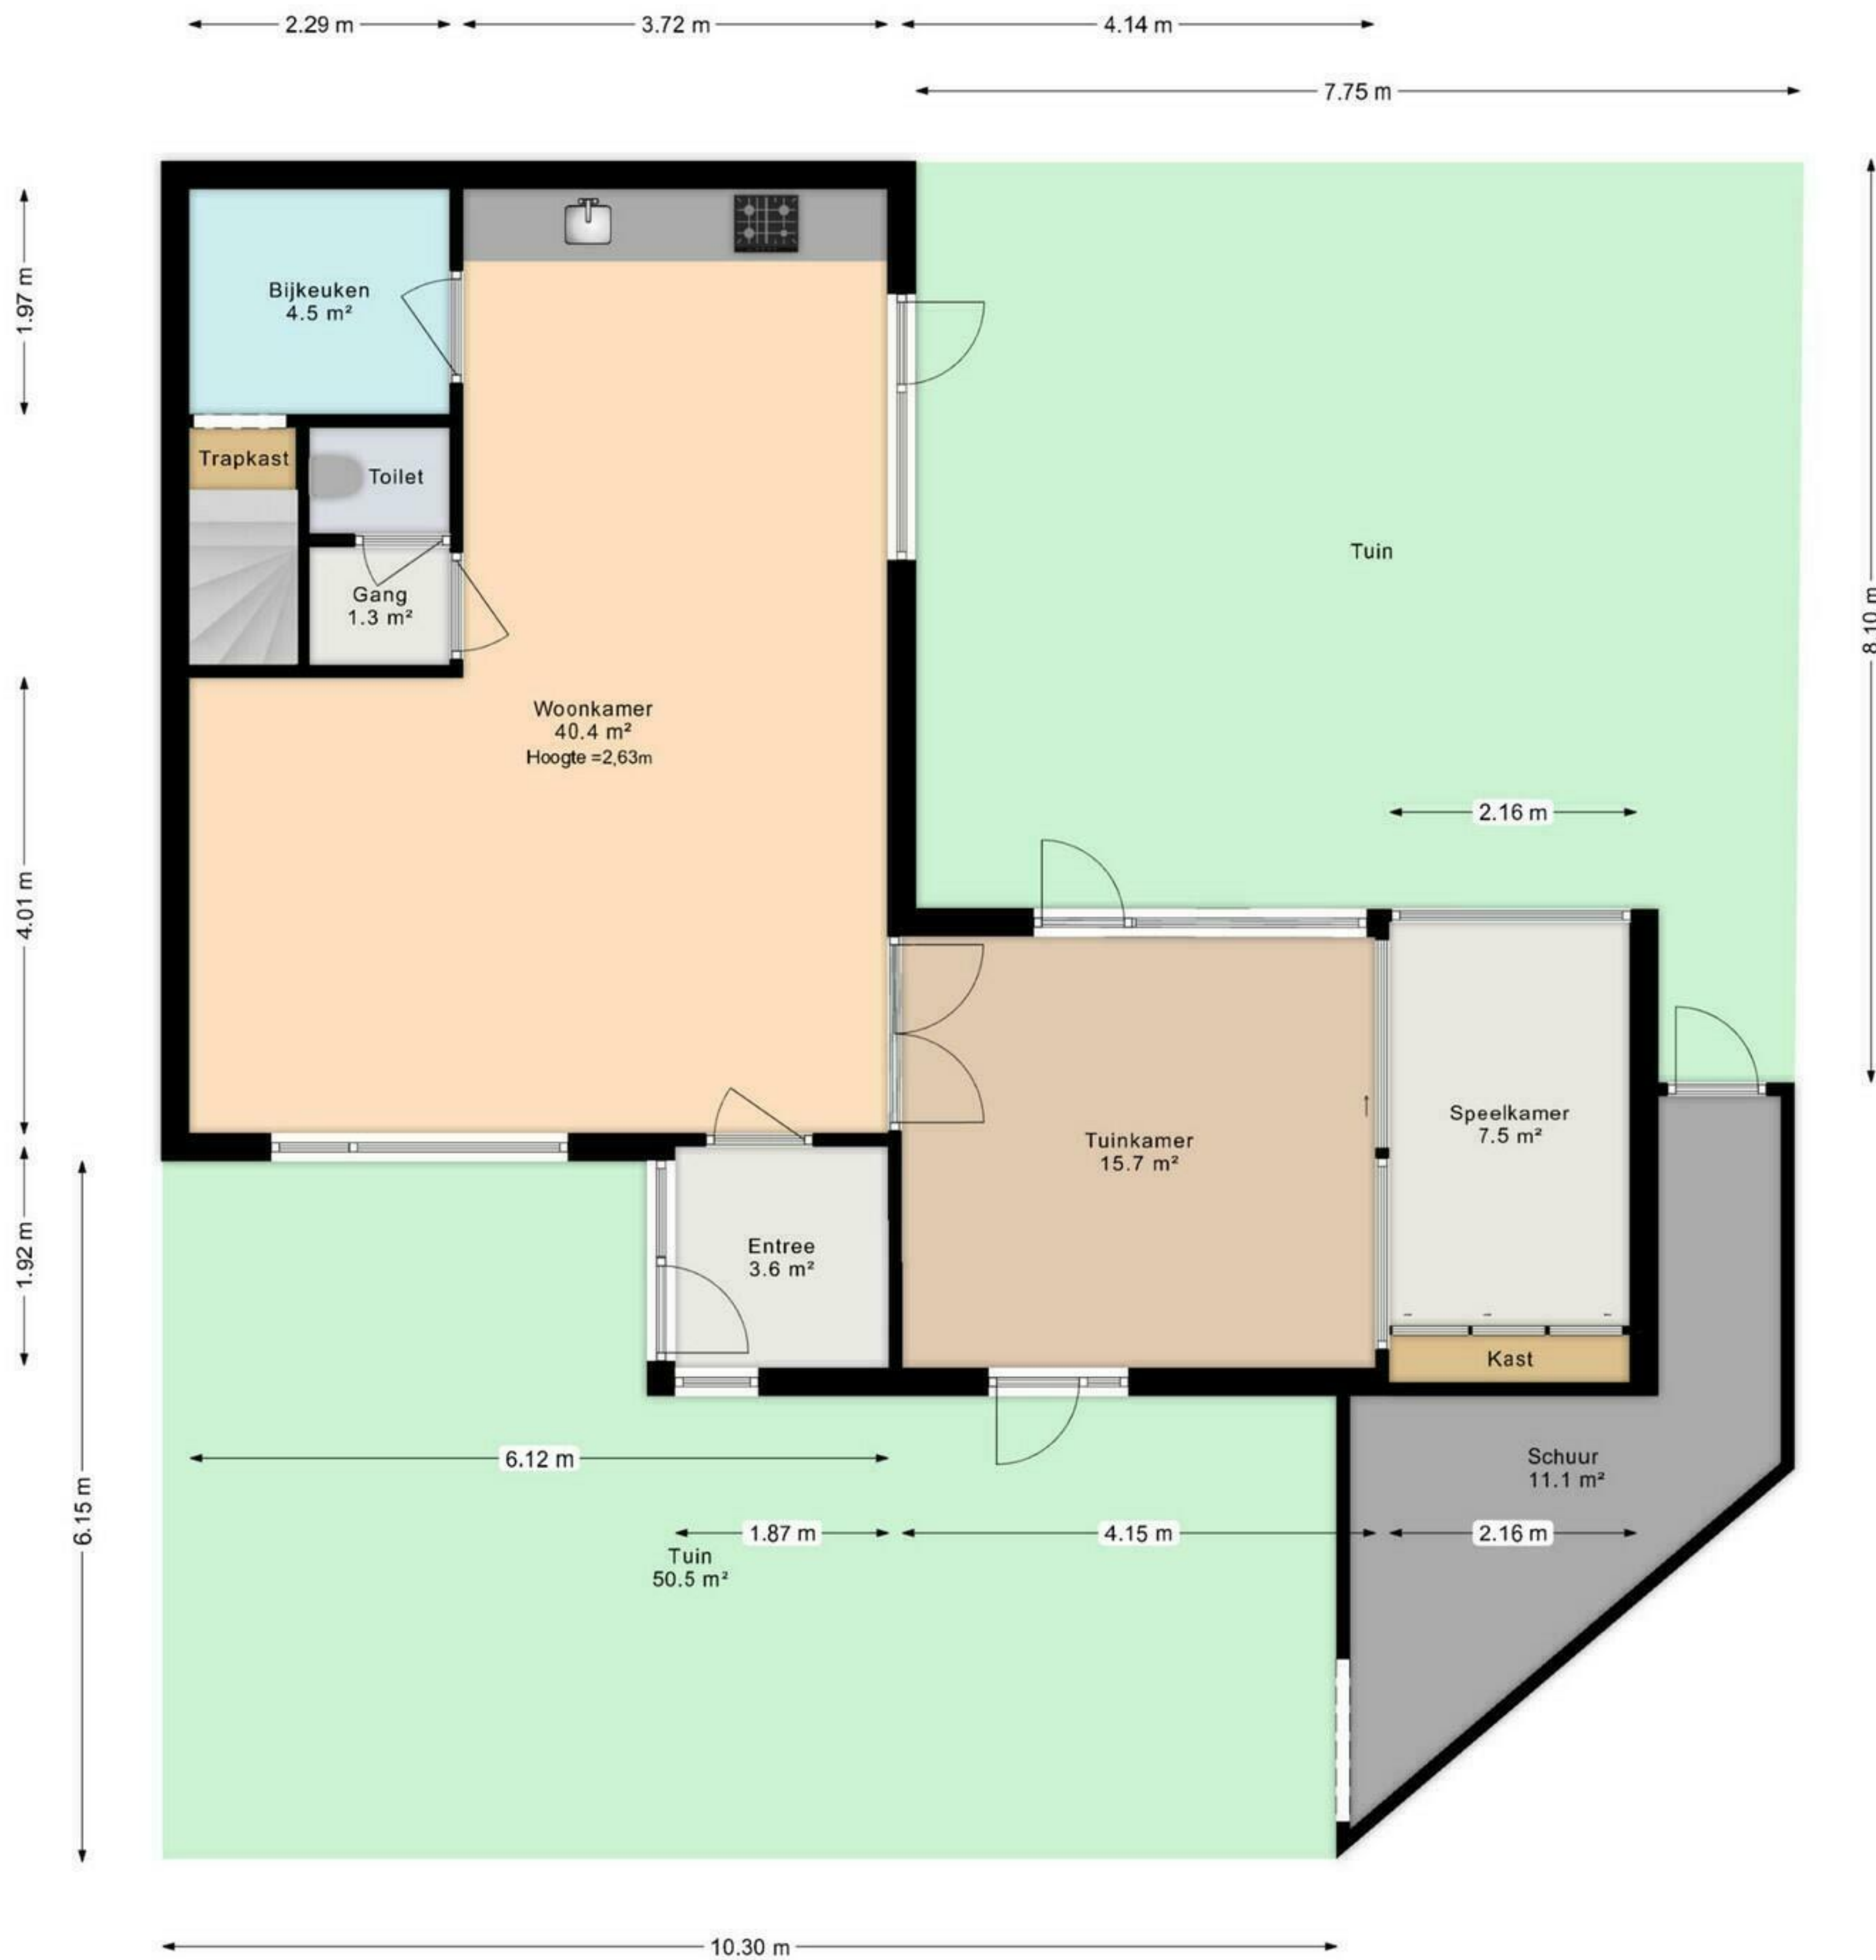 2.29 m
3.72 m
4.14 m
7.75 m
1.97 m
Bijkeuken
4.5 m²
Trapkast
Toilet
Gang
1.3 m²
Tuin
8.10 m
Woonkamer
40.4 m²
Hoogte =2,63m
2.16 m
4.01 m
Tuinkamer
15.7 m²
Speelkamer
7.5 m²
1.92 m
Entree
3.6 m²
Kast
6.12 m
Schuur
11.1 m²
6.15 m
1.87 m
4.15 m
2.16 m
Tuin
50.5 m²
10.30 m